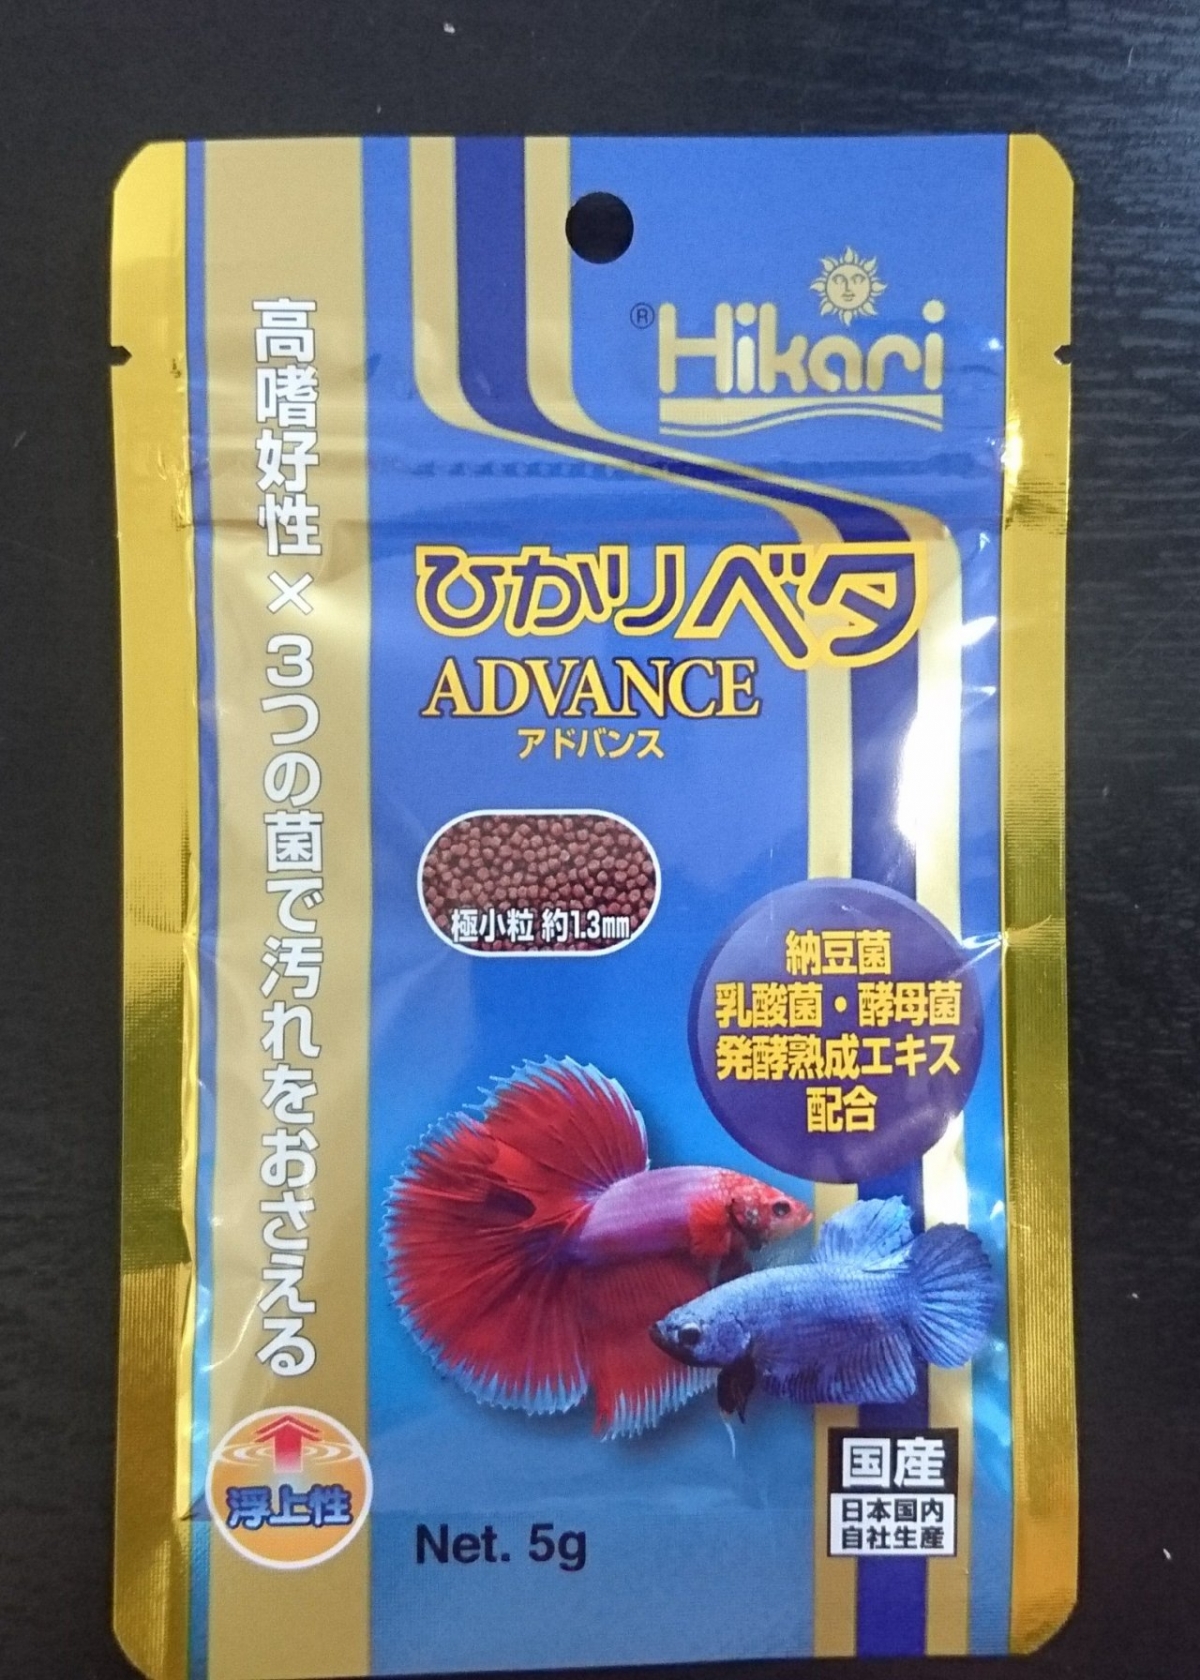 ® Hikari
高嗜好性×3つの菌で汚れをおさえる
ひかりベタ
ADVANCE
アドバンス
極小粒 約1.3mm
納豆菌
乳酸菌・酵母菌
発酵熟成エキス
配合
浮上性
Net. 5g
国産
日本国内
自社生産